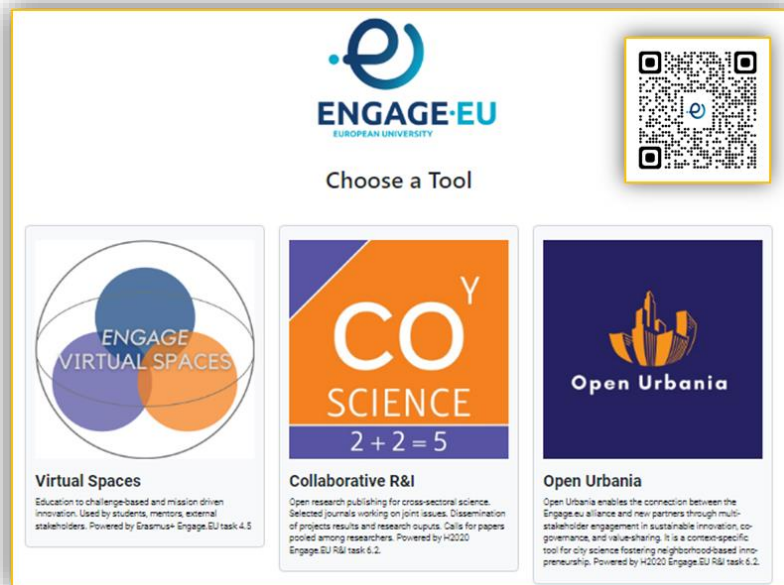 ENGAGE·EU
EUROPEAN UNIVERSITY
Choose a Tool
ENGAGE
VIRTUAL SPACES
Virtual Spaces
Education to challenge-based and mission driven
innovation. Used by students, mentors, external
stakeholders. Powered by Erasmus+ Engage.EU task 4.5
CO Y
SCIENCE
2 + 2 = 5
Collaborative R&I
Open research publishing for cross-sectoral science.
Selected journals working on joint issues. Dissemination
of projects results and research ouputs. Calls for papers
pooled among researchers. Powered by H2020
Engage.EU R&I task 6.2.
Open Urbania
Open Urbania
Open Urbania enables the connection between the
Engage.eu alliance and new partners through multi-
stakeholder engagement in sustainable innovation, co-
governance, and value-sharing. It is a context-specific
tool for city science fostering neighborhood-based inno-
preneurship. Powered by H2020 Engage.EU R&I task 6.2.